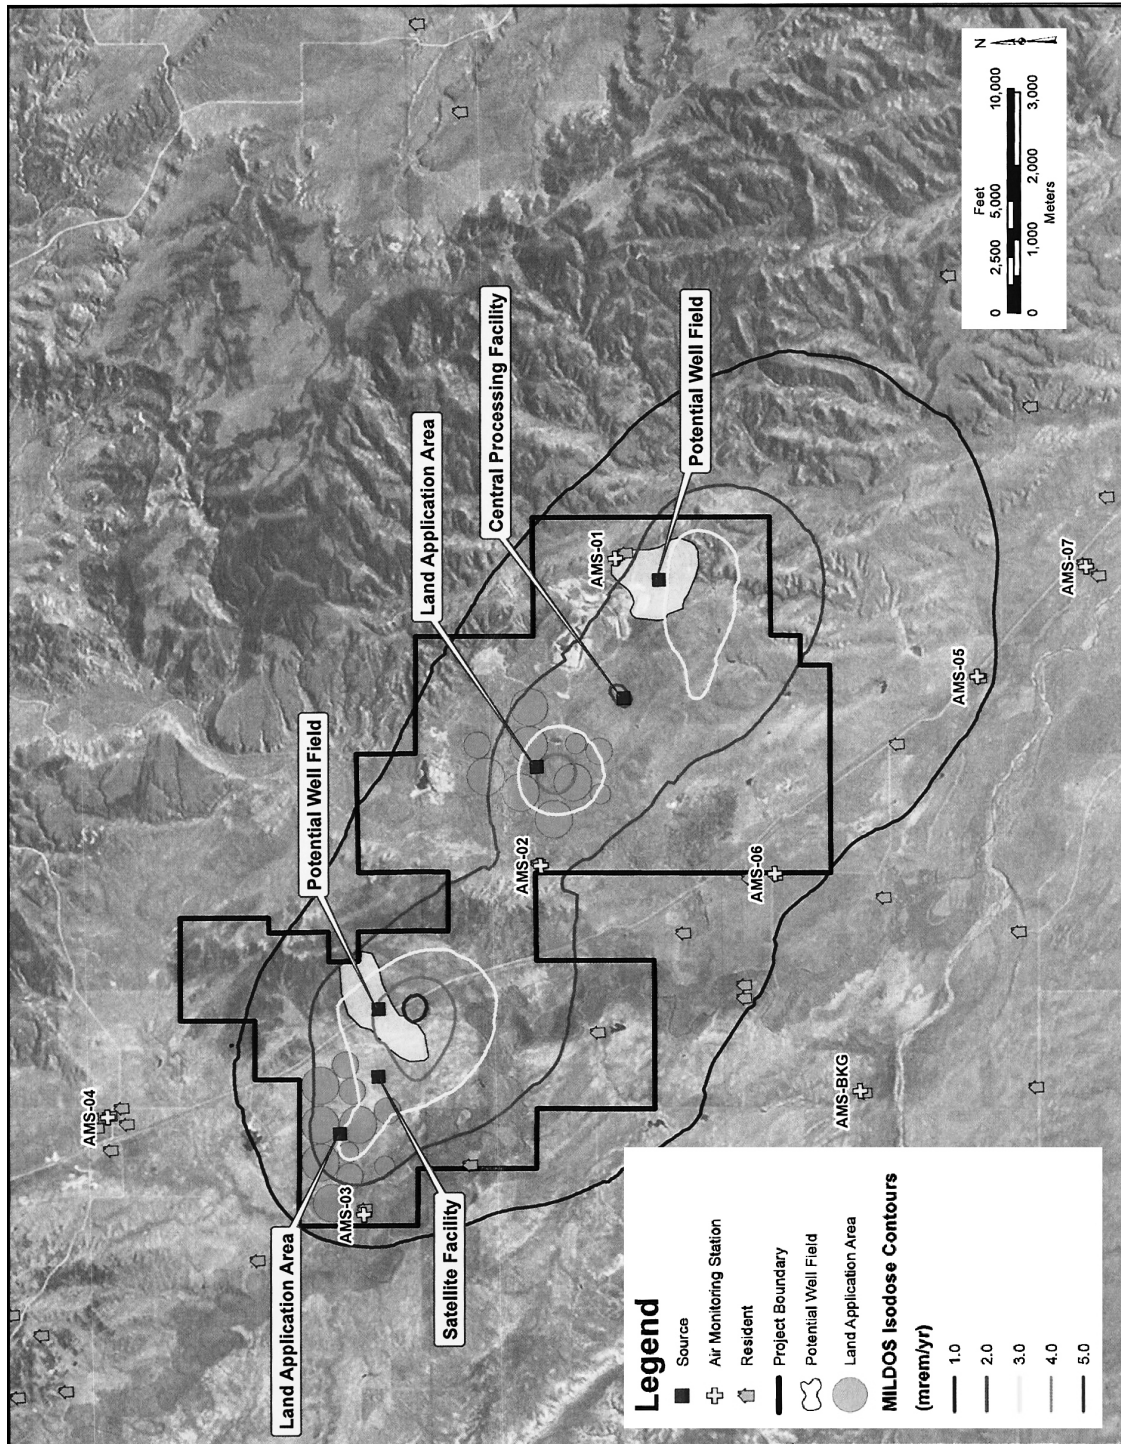 AMS-04
AMS-03
Land Application Area
Satellite Facility
Potential Well Field
AMS-02
Land Application Area
Central Processing Facility
AMS-01
Potential Well Field
AMS-06
AMS-BKG
AMS-05
AMS-07
Legend
Source
Air Monitoring Station
Resident
Project Boundary
Potential Well Field
Land Application Area
MILDOS Isodose Contours
(mrem/yr)
1.0
2.0
3.0
4.0
5.0
N
Feet
0 2,500 5,000 10,000
0 1,000 2,000 3,000
Meters